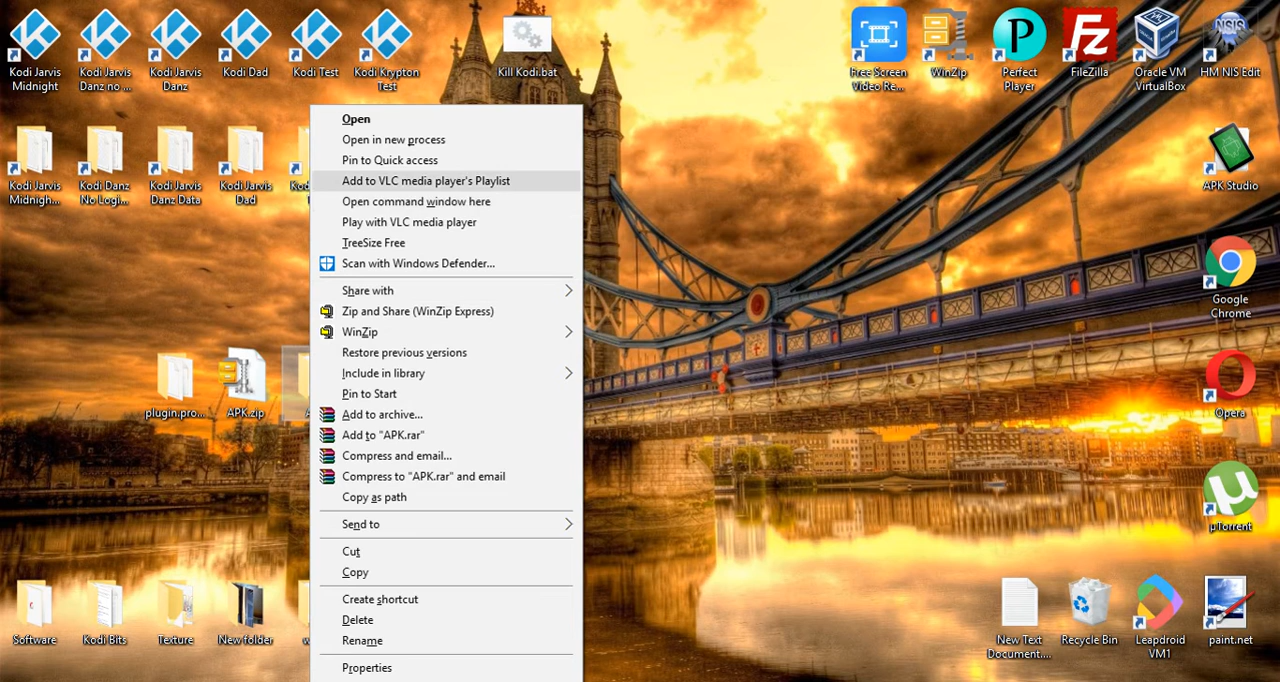 Kodi Jarvis
Midnight
Kodi Jarvis
Danz no ...
Kodi Jarvis
Danz
Kodi Dad
Kodi Test
Kodi Krypton
Test
Kill Kodi.bat
Free Screen
Video Re...
WinZip
Perfect
Player
FileZilla
Oracle VM
VirtualBox
NSIS
HM NIS Edit
Kodi Jarvis
Midnigh...
Kodi Danz
No Logi...
Kodi Jarvis
Danz Data
Kodi Jarvis
Dad
APK Studio
Google
Chrome
plugin.pro...
APK.zip
Opera
µTorrent
Software
Kodi Bits
Texture
New folder
New Text
Document....
Recycle Bin
Leapdroid
VM1
paint.net
Open
Open in new process
Pin to Quick access
Add to VLC media player's Playlist
Open command window here
Play with VLC media player
TreeSize Free
Scan with Windows Defender...
Share with
Zip and Share (WinZip Express)
WinZip
Restore previous versions
Include in library
Pin to Start
Add to archive...
Add to "APK.rar"
Compress and email...
Compress to "APK.rar" and email
Copy as path
Send to
Cut
Copy
Create shortcut
Delete
Rename
Properties